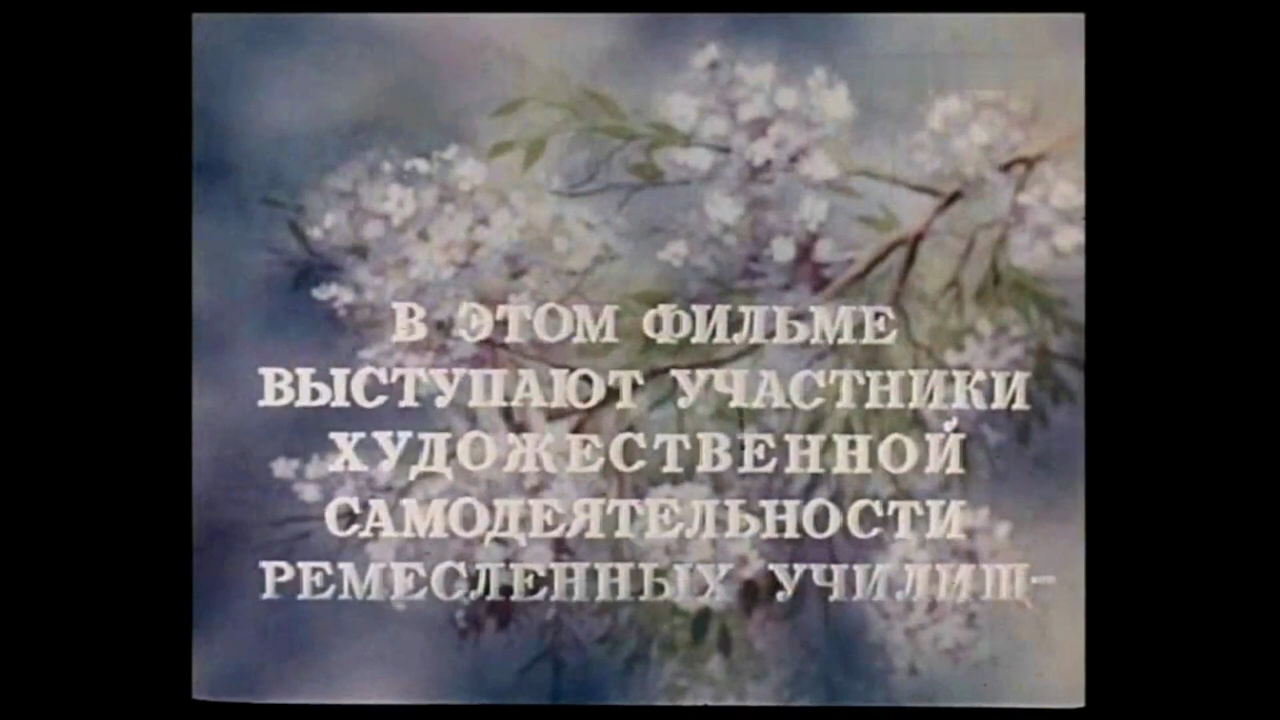 В ЭТОМ ФИЛЬМЕ
ВЫСТУПАЮТ УЧАСТНИКИ
ХУДОЖЕСТВЕННОЙ
САМОДЕЯТЕЛЬНОСТИ
РЕМЕСЛЕННЫХ УЧИЛИЩ-